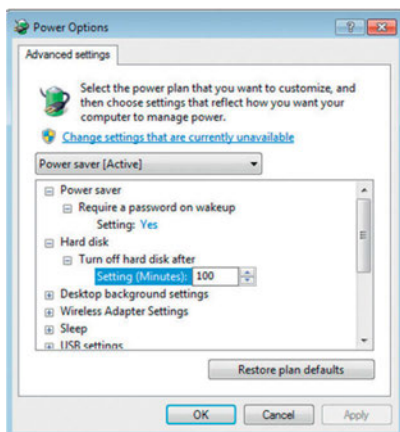 Power Options
Advanced settings
Select the power plan that you want to customize, and
then choose settings that reflect how you want your
computer to manage power.
Change settings that are currently unavailable
Power saver [Active]
Power saver
Require a password on wakeup
Setting: Yes
Hard disk
Turn off hard disk after
Setting (Minutes): 100
Desktop background settings
Wireless Adapter Settings
Sleep
USB settings
Restore plan defaults
OK Cancel Apply